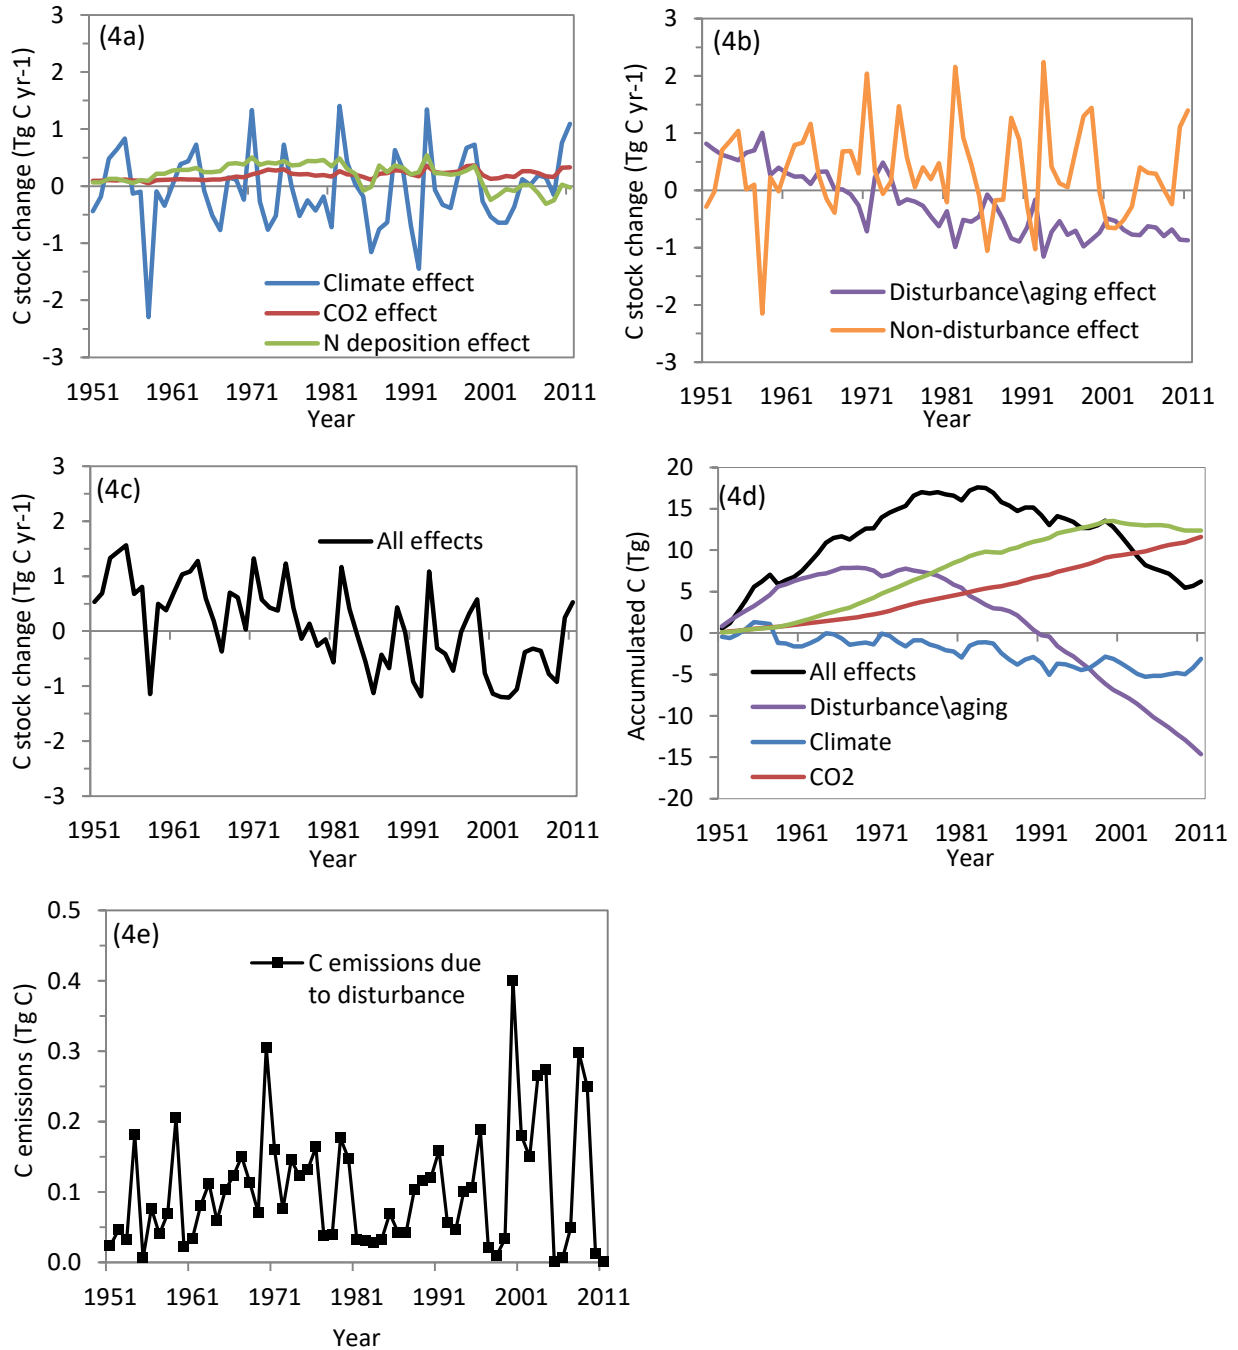 (4a)
C stock change (Tg C yr-1)
3
2
1
0
-1
-2
-3
Climate effect
CO2 effect
N deposition effect
1951 1961 1971 1981 1991 2001 2011
Year
(4b)
C stock change (Tg C yr-1)
3
2
1
0
-1
-2
-3
Disturbance\aging effect
Non-disturbance effect
1951 1961 1971 1981 1991 2001 2011
Year
(4c)
C stock change (Tg C yr-1)
3
2
1
0
-1
-2
-3
All effects
1951 1961 1971 1981 1991 2001 2011
Year
(4d)
Accumulated C (Tg)
20
15
10
5
0
-5
-10
-15
-20
All effects
Disturbance\aging
Climate
CO2
1951 1961 1971 1981 1991 2001 2011
Year
(4e)
C emissions (Tg C)
0.5
0.4
0.3
0.2
0.1
0.0
C emissions due
to disturbance
1951 1961 1971 1981 1991 2001 2011
Year